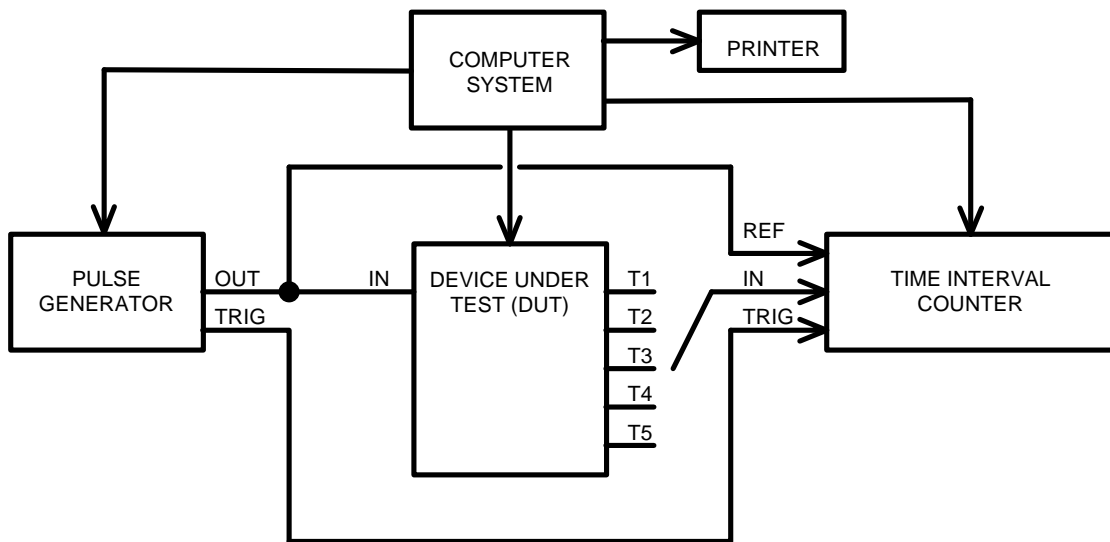 COMPUTER
SYSTEM
PRINTER
PULSE
GENERATOR
OUT
TRIG
IN
DEVICE UNDER
TEST (DUT)
T1
T2
T3
T4
T5
REF
IN
TRIG
TIME INTERVAL
COUNTER